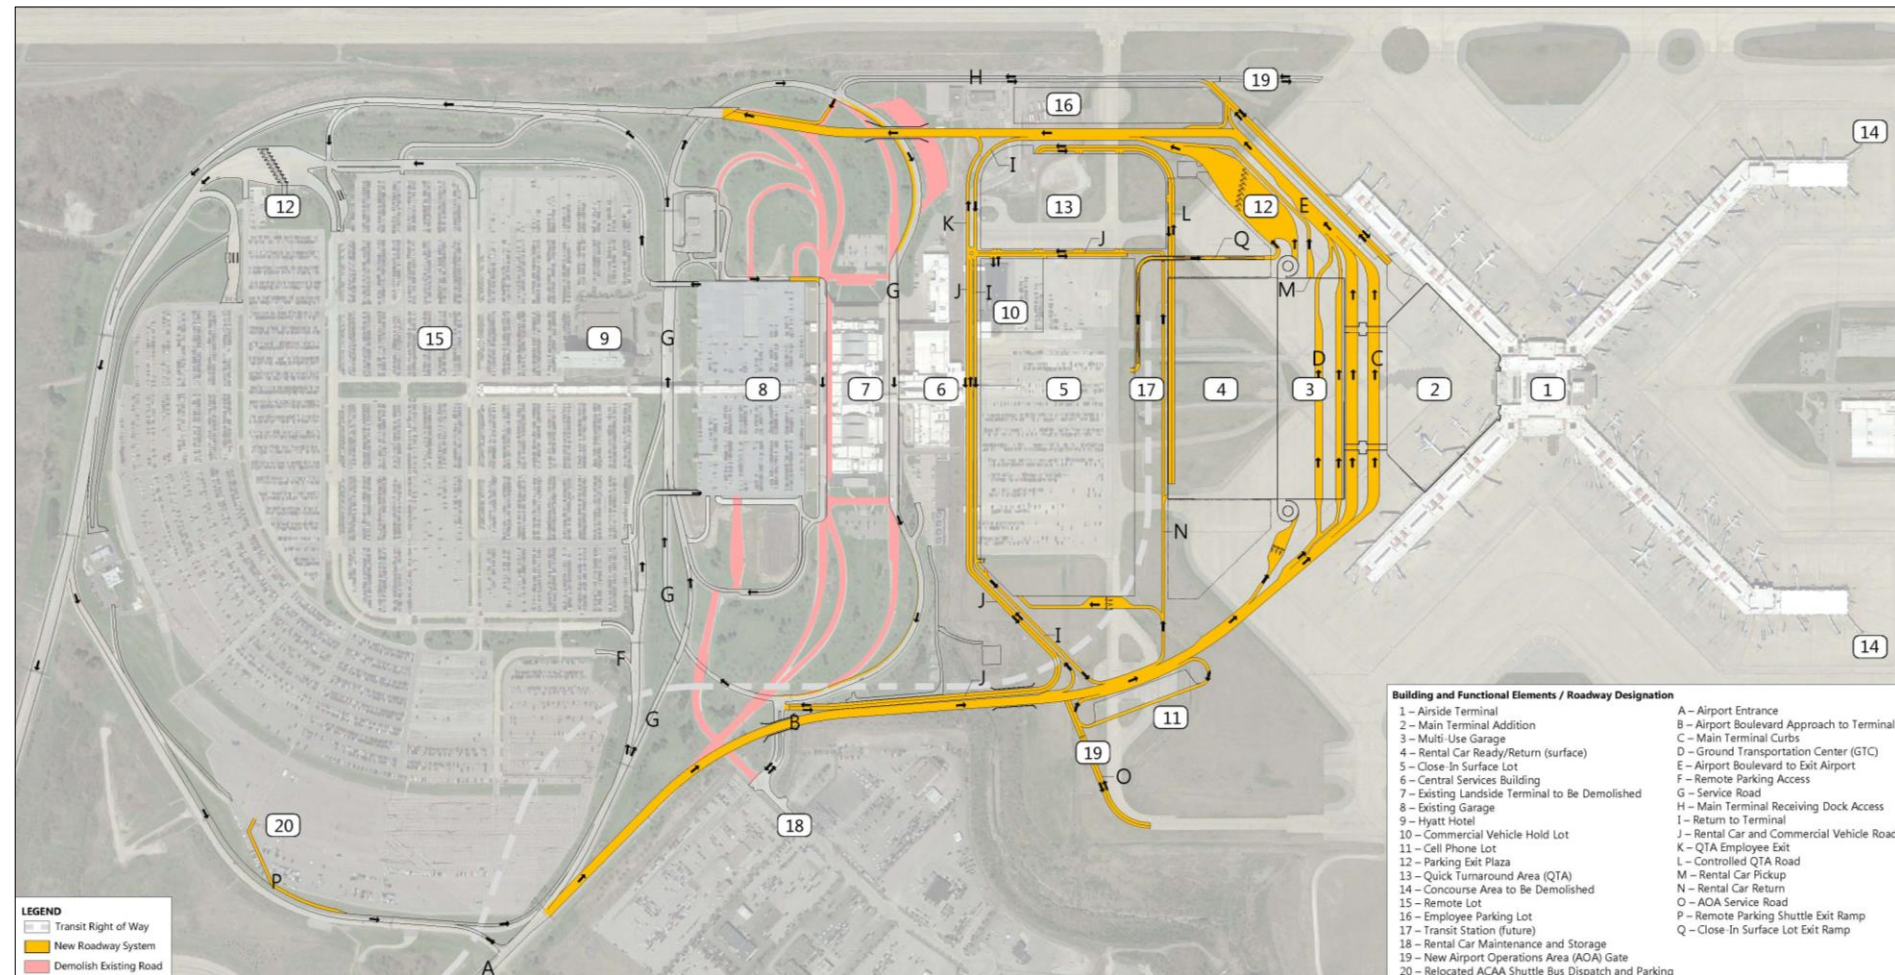 H
19
16
14
I
12
13
12
E
K
L
J
Q
G
M
J
I
10
15
9
G
D
C
8
7
6
5
17
4
3
2
1
N
G
J
I
F
14
J
G
B
11
19
O
20
18
P
A
LEGEND
Transit Right of Way
New Roadway System
Demolish Existing Road
Building and Functional Elements / Roadway Designation
1 – Airside Terminal
2 – Main Terminal Addition
3 – Multi-Use Garage
4 – Rental Car Ready/Return (surface)
5 – Close-In Surface Lot
6 – Central Services Building
7 – Existing Landside Terminal to Be Demolished
8 – Existing Garage
9 – Hyatt Hotel
10 – Commercial Vehicle Hold Lot
11 – Cell Phone Lot
12 – Parking Exit Plaza
13 – Quick Turnaround Area (QTA)
14 – Concourse Area to Be Demolished
15 – Remote Lot
16 – Employee Parking Lot
17 – Transit Station (future)
18 – Rental Car Maintenance and Storage
19 – New Airport Operations Area (AOA) Gate
20 – Relocated ACAA Shuttle Bus Dispatch and Parking
A – Airport Entrance
B – Airport Boulevard Approach to Terminal
C – Main Terminal Curbs
D – Ground Transportation Center (GTC)
E – Airport Boulevard to Exit Airport
F – Remote Parking Access
G – Service Road
H – Main Terminal Receiving Dock Access
I – Return to Terminal
J – Rental Car and Commercial Vehicle Road
K – QTA Employee Exit
L – Controlled QTA Road
M – Rental Car Pickup
N – Rental Car Return
O – AOA Service Road
P – Remote Parking Shuttle Exit Ramp
Q – Close-In Surface Lot Exit Ramp